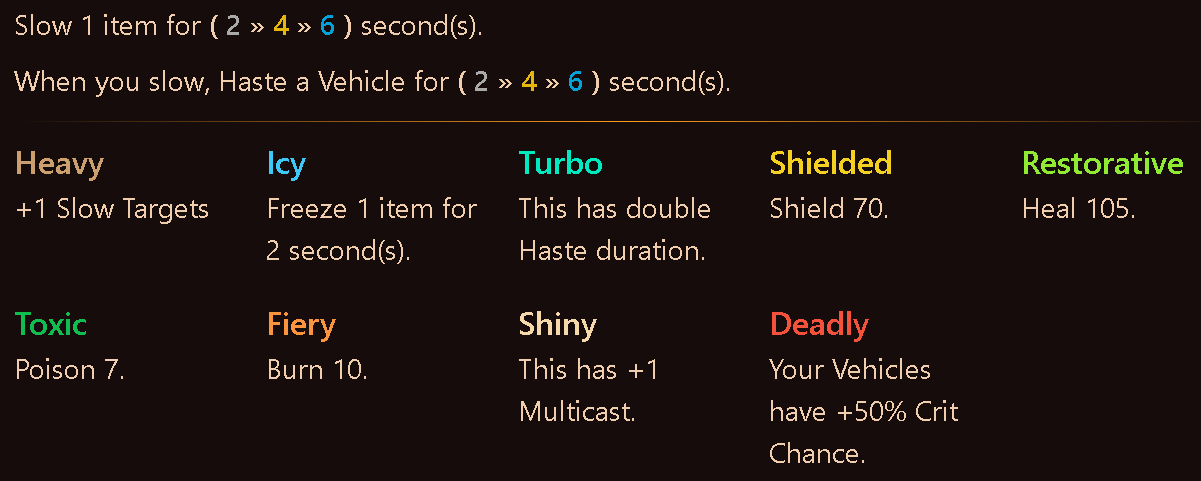 Slow 1 item for ( 2 » 4 » 6 ) second(s).
When you slow, Haste a Vehicle for ( 2 » 4 » 6 ) second(s).
Heavy
+1 Slow Targets
Icy
Freeze 1 item for
2 second(s).
Turbo
This has double
Haste duration.
Shielded
Shield 70.
Restorative
Heal 105.
Toxic
Poison 7.
Fiery
Burn 10.
Shiny
This has +1
Multicast.
Deadly
Your Vehicles
have +50% Crit
Chance.